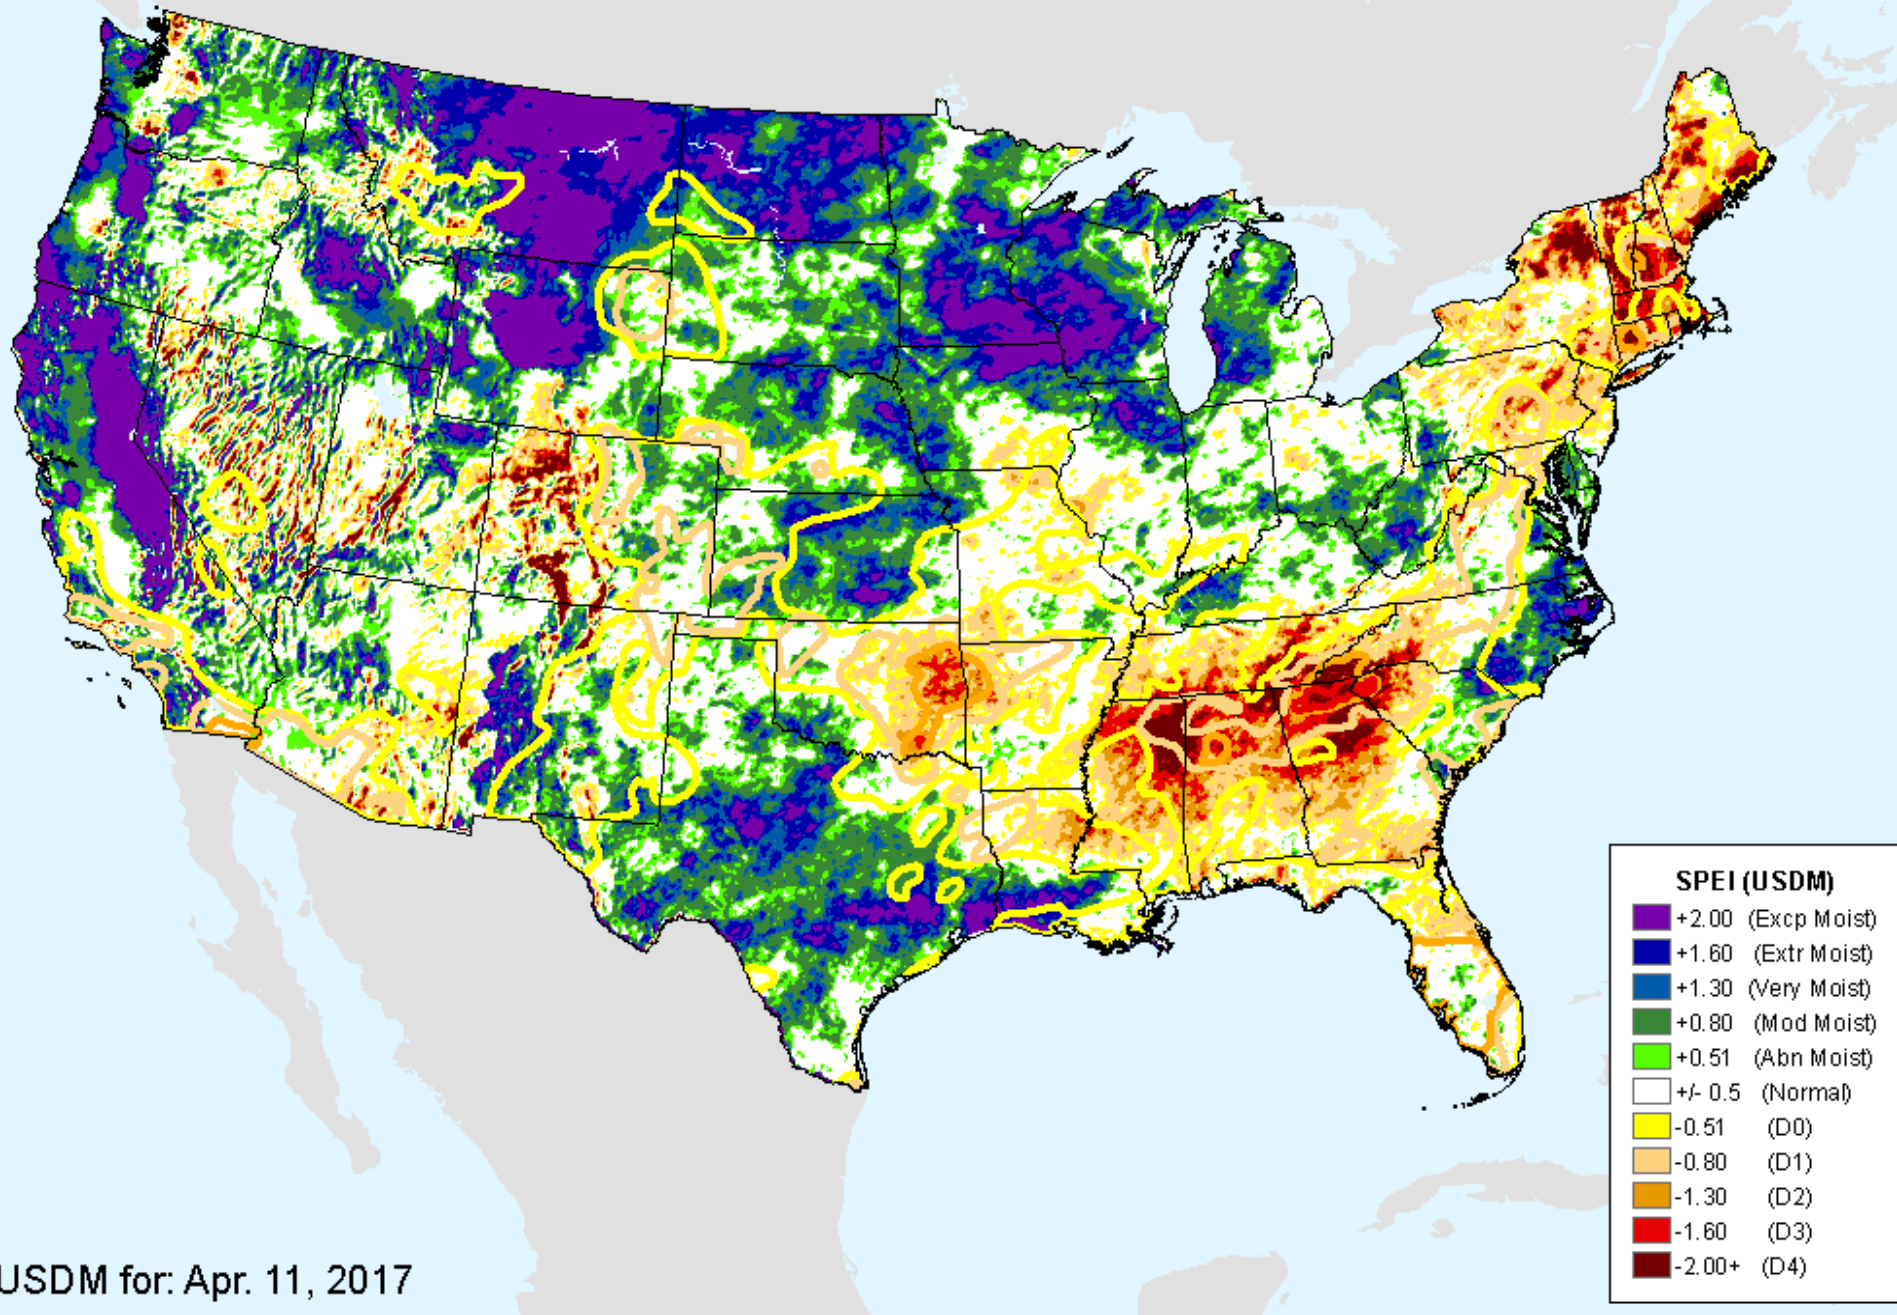 SPEI (USDM)
+2.00 (Excp Moist)
+1.60 (Extr Moist)
+1.30 (Very Moist)
+0.80 (Mod Moist)
+0.51 (Abn Moist)
+/- 0.5 (Normal)
-0.51 (D0)
-0.80 (D1)
-1.30 (D2)
-1.60 (D3)
-2.00+ (D4)
USDM for: Apr. 11, 2017